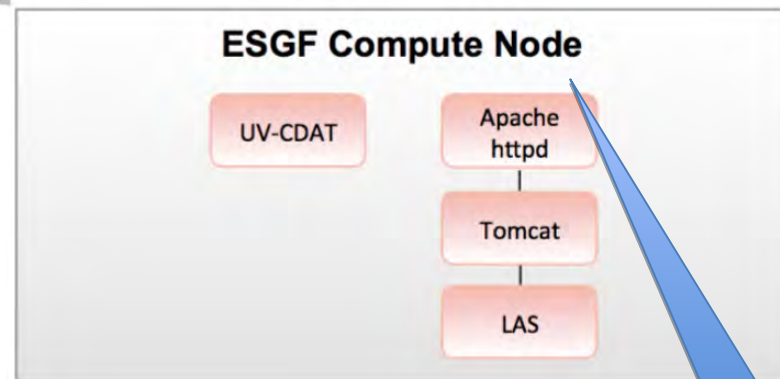 ESGF Compute Node
UV-CDAT
Apache
httpd
Tomcat
LAS